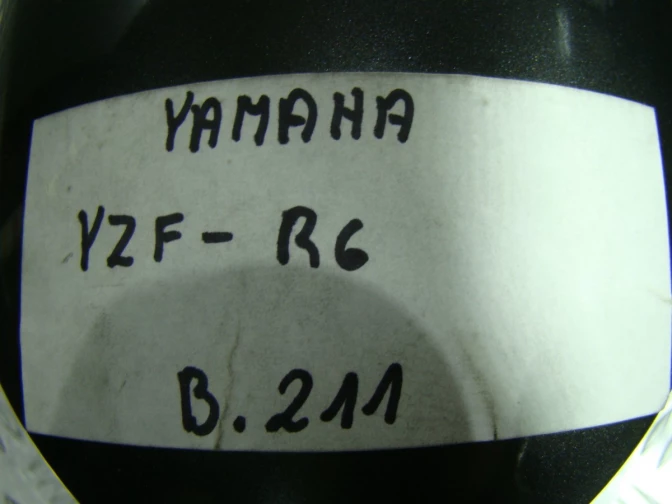 YAMAHA
YZF - R6
B. 211